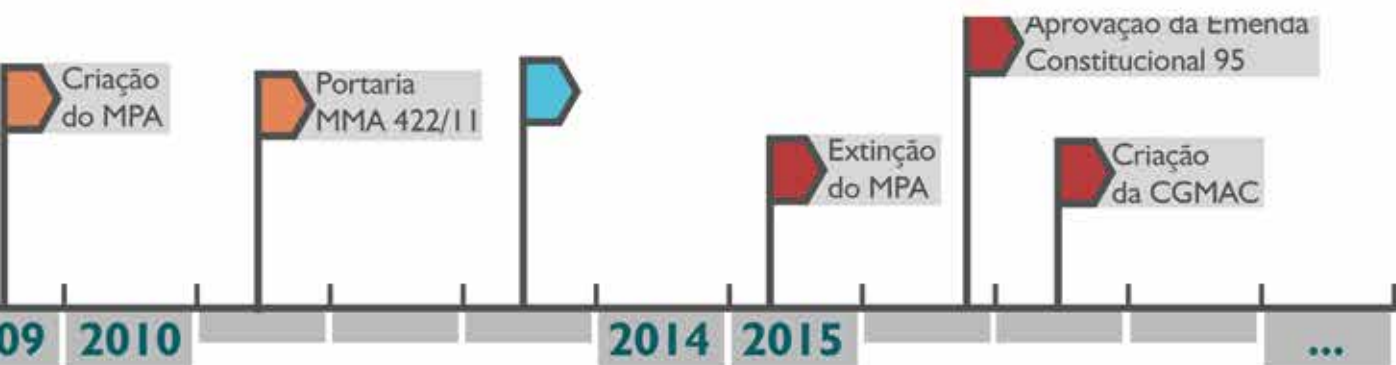 Aprovação da Emenda
Constitucional 95
Criação
do MPA
Portaria
MMA 422/11
Extinção
do MPA
Criação
da CGMAC
09 2010 2014 2015 ...